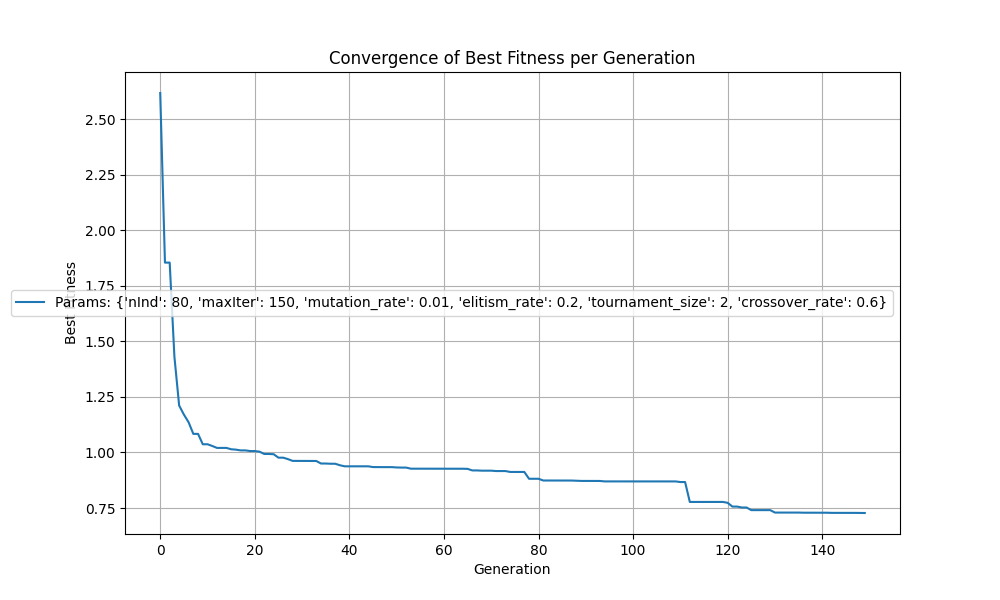 Convergence of Best Fitness per Generation
Best Fitness
2.50
2.25
2.00
1.75
1.50
1.25
1.00
0.75
Params: {'nInd': 80, 'maxIter': 150, 'mutation_rate': 0.01, 'elitism_rate': 0.2, 'tournament_size': 2, 'crossover_rate': 0.6}
0 20 40 60 80 100 120 140
Generation